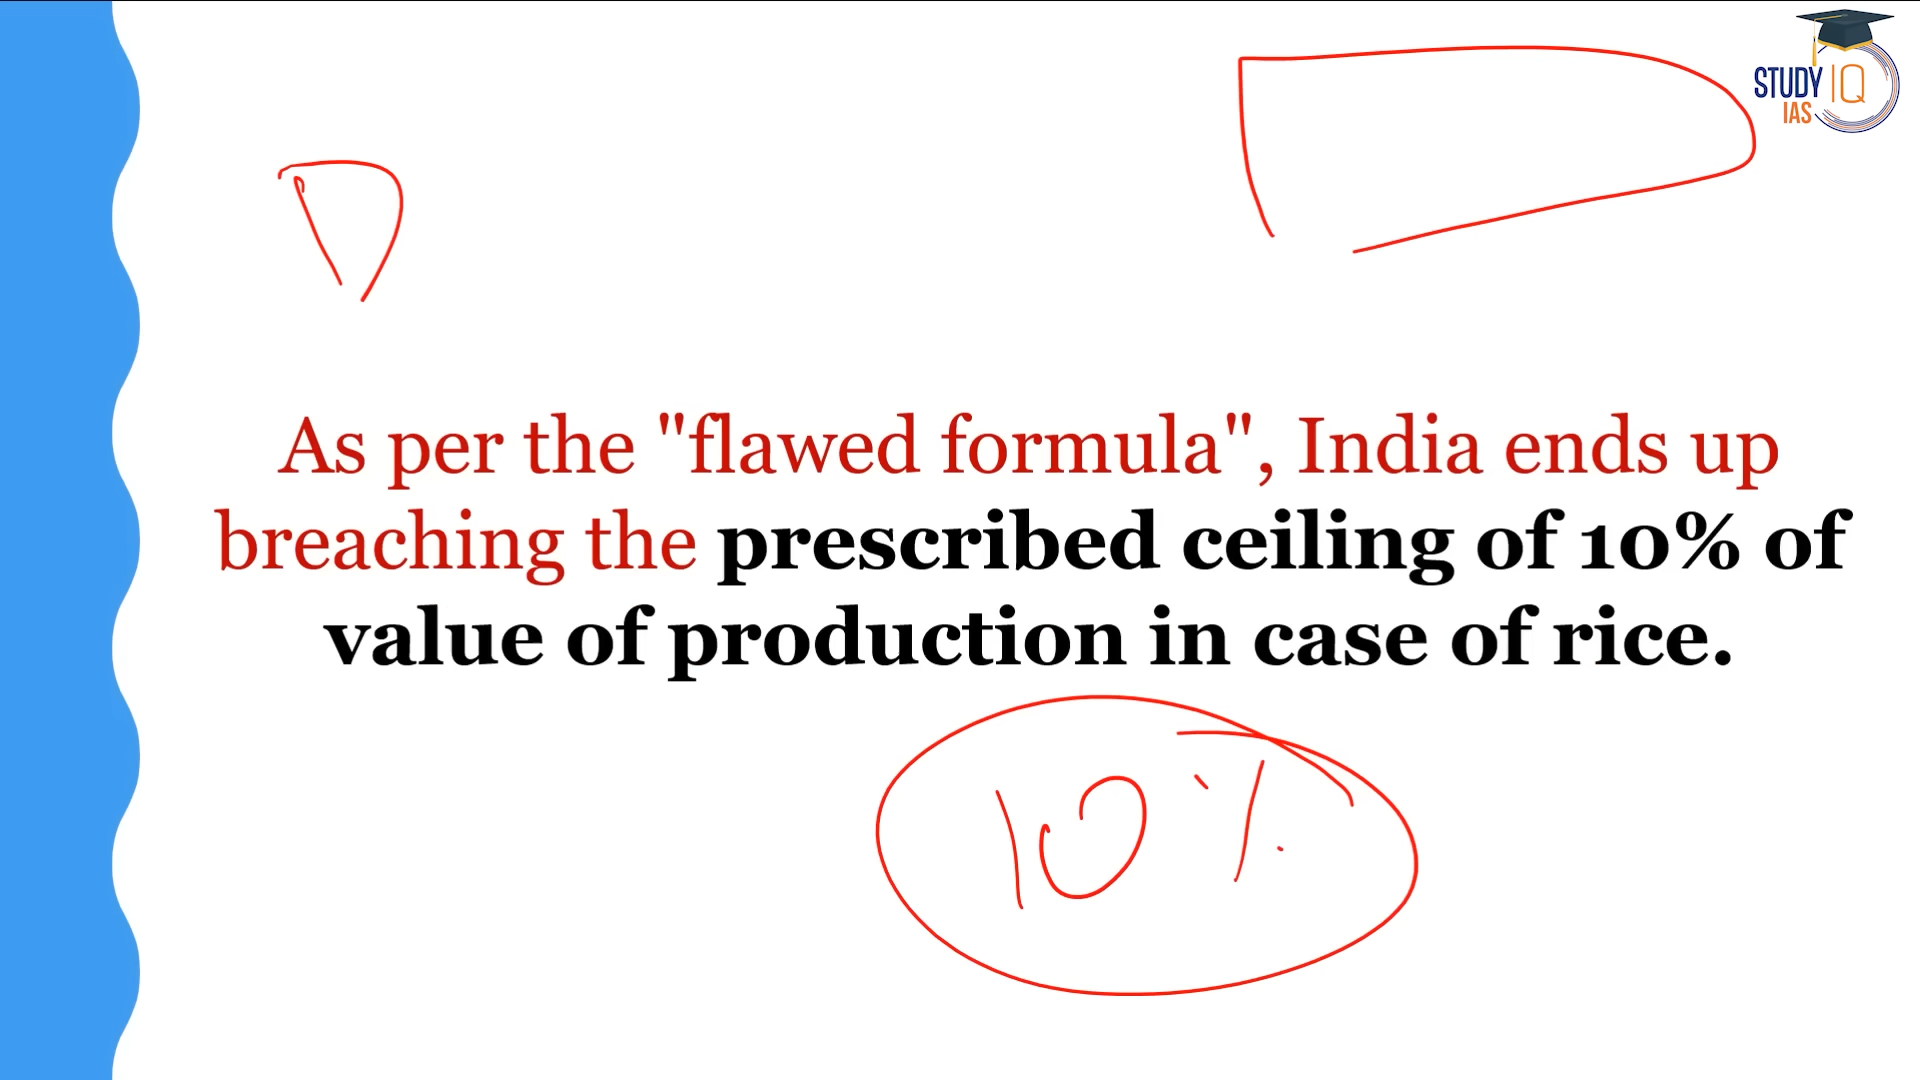 STUDY IQ
IAS
As per the "flawed formula", India ends up
breaching the prescribed ceiling of 10% of
value of production in case of rice.
10%